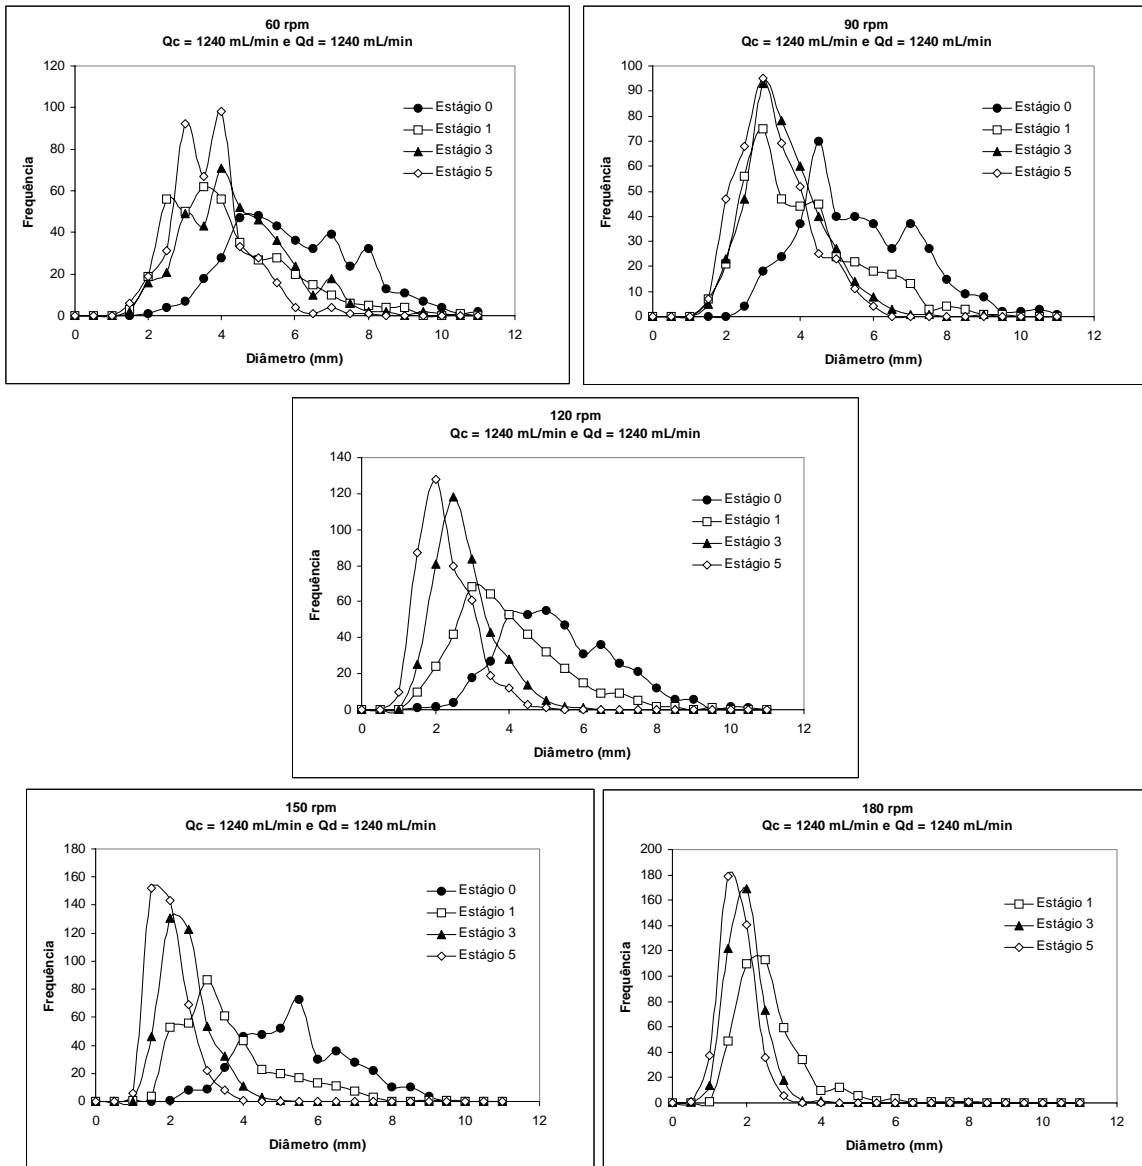 60 rpm
Qc = 1240 mL/min e Qd = 1240 mL/min
120
100
80
60
40
20
0
Frequência
0 2 4 6 8 10 12
Diâmetro (mm)
Estágio 0
Estágio 1
Estágio 3
Estágio 5
90 rpm
Qc = 1240 mL/min e Qd = 1240 mL/min
100
90
80
70
60
50
40
30
20
10
0
Frequência
0 2 4 6 8 10 12
Diâmetro (mm)
Estágio 0
Estágio 1
Estágio 3
Estágio 5
120 rpm
Qc = 1240 mL/min e Qd = 1240 mL/min
140
120
100
80
60
40
20
0
Frequência
0 2 4 6 8 10 12
Diâmetro (mm)
Estágio 0
Estágio 1
Estágio 3
Estágio 5
150 rpm
Qc = 1240 mL/min e Qd = 1240 mL/min
180
160
140
120
100
80
60
40
20
0
Frequência
0 2 4 6 8 10 12
Diâmetro (mm)
Estágio 0
Estágio 1
Estágio 3
Estágio 5
180 rpm
Qc = 1240 mL/min e Qd = 1240 mL/min
200
180
160
140
120
100
80
60
40
20
0
Frequência
0 2 4 6 8 10 12
Diâmetro (mm)
Estágio 1
Estágio 3
Estágio 5